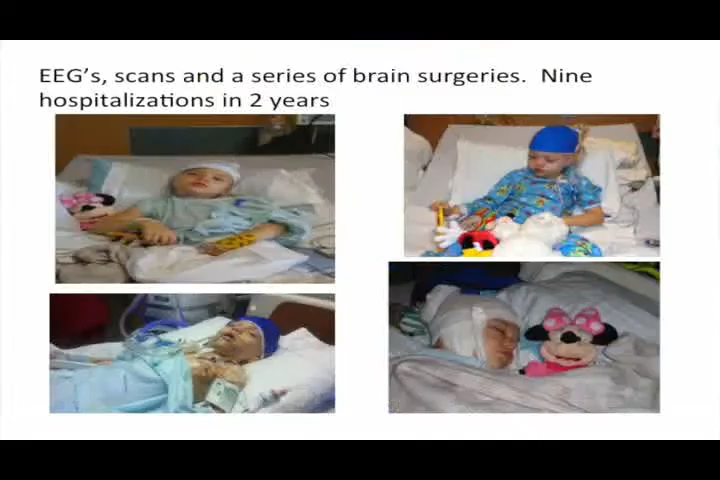 EEG's, scans and a series of brain surgeries.  Nine
hospitalizations in 2 years